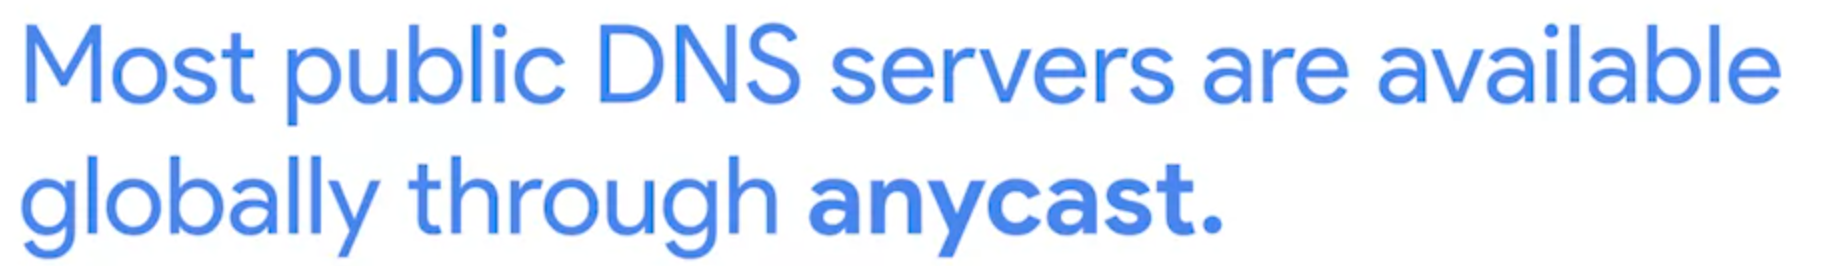 Most public DNS servers are available
globally through anycast.